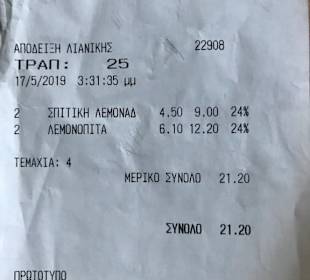 ΑΠΟΔΕΙΞΗ ΛΙΑΝΙΚΗΣ 22908
ΤΡΑΠ: 25
17/5/2019 3:31:35 μμ
2 ΣΠΙΤΙΚΗ ΛΕΜΟΝΑΔ 4.50 9.00 24%
2 ΛΕΜΟΝΟΠΙΤΑ 6.10 12.20 24%
ΤΕΜΑΧΙΑ: 4
ΜΕΡΙΚΟ ΣΥΝΟΛΟ 21.20
ΣΥΝΟΛΟ 21.20
ΠΡΩΤΟΤΥΠΟ